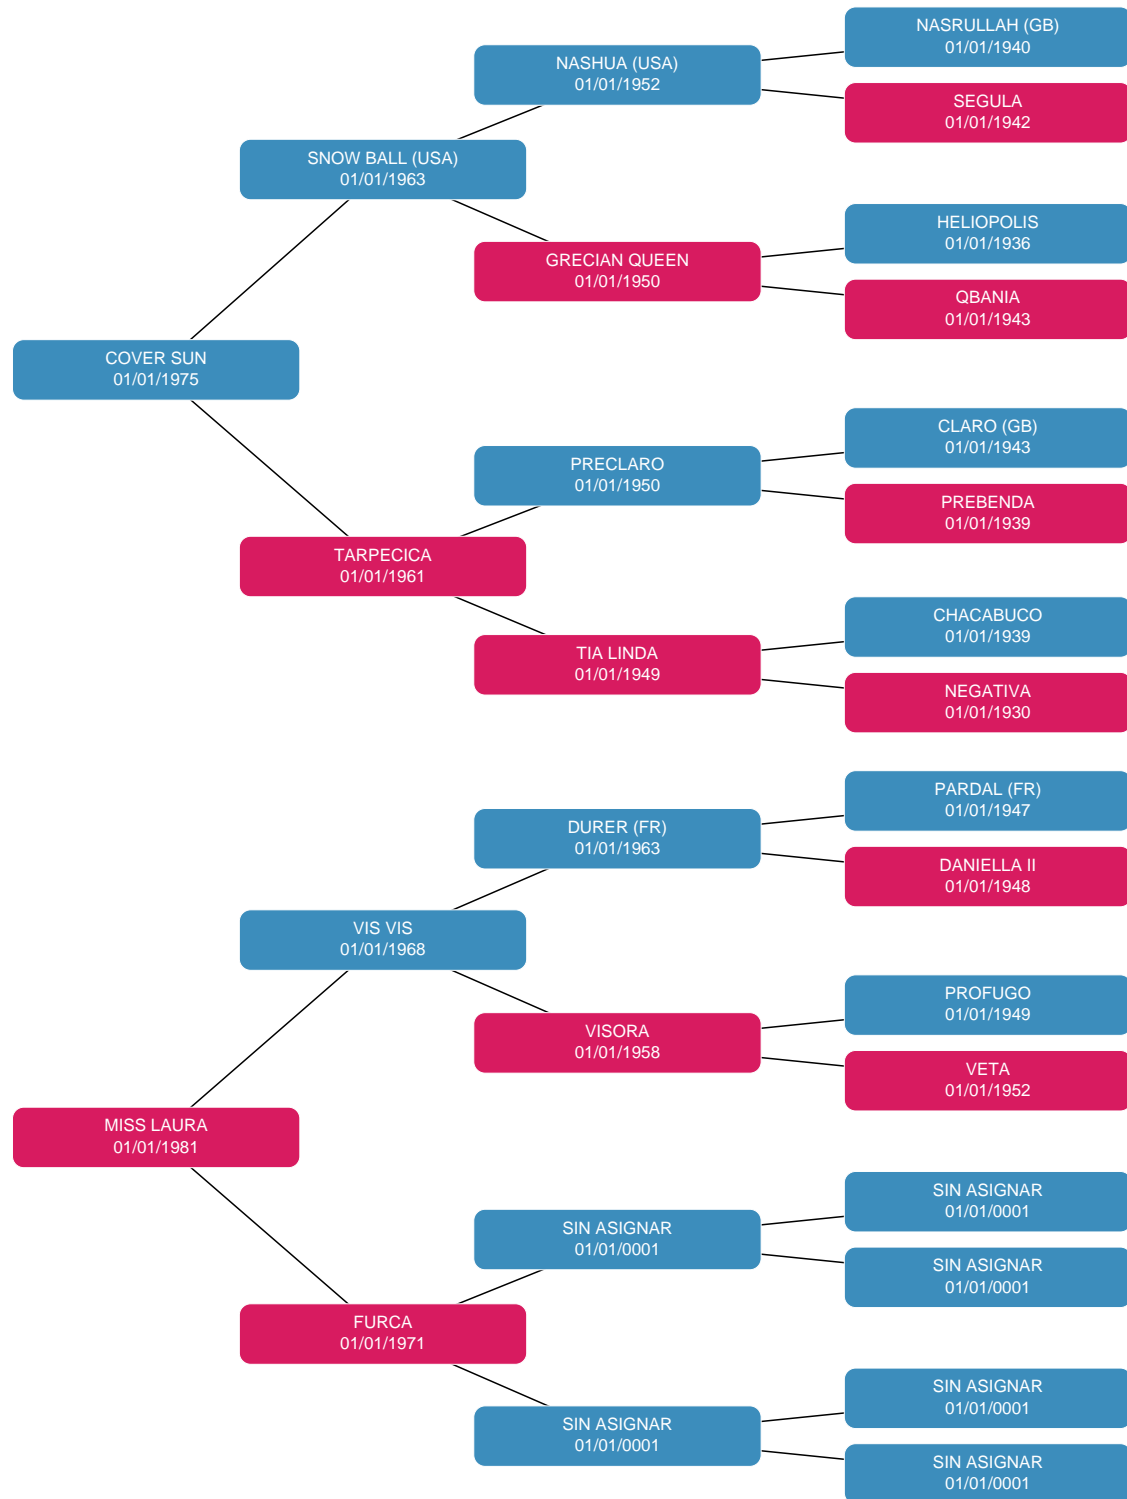 NASRULLAH (GB)
01/01/1940
NASHUA (USA)
01/01/1952
SEGULA
01/01/1942
SNOW BALL (USA)
01/01/1963
HELIOPOLIS
01/01/1936
GRECIAN QUEEN
01/01/1950
QBANIA
01/01/1943
COVER SUN
01/01/1975
CLARO (GB)
01/01/1943
PRECLARO
01/01/1950
PREBENDA
01/01/1939
TARPECICA
01/01/1961
CHACABUCO
01/01/1939
TIA LINDA
01/01/1949
NEGATIVA
01/01/1930
PARDAL (FR)
01/01/1947
DURER (FR)
01/01/1963
DANIELLA II
01/01/1948
VIS VIS
01/01/1968
PROFUGO
01/01/1949
VISORA
01/01/1958
VETA
01/01/1952
MISS LAURA
01/01/1981
SIN ASIGNAR
01/01/0001
SIN ASIGNAR
01/01/0001
SIN ASIGNAR
01/01/0001
FURCA
01/01/1971
SIN ASIGNAR
01/01/0001
SIN ASIGNAR
01/01/0001
SIN ASIGNAR
01/01/0001